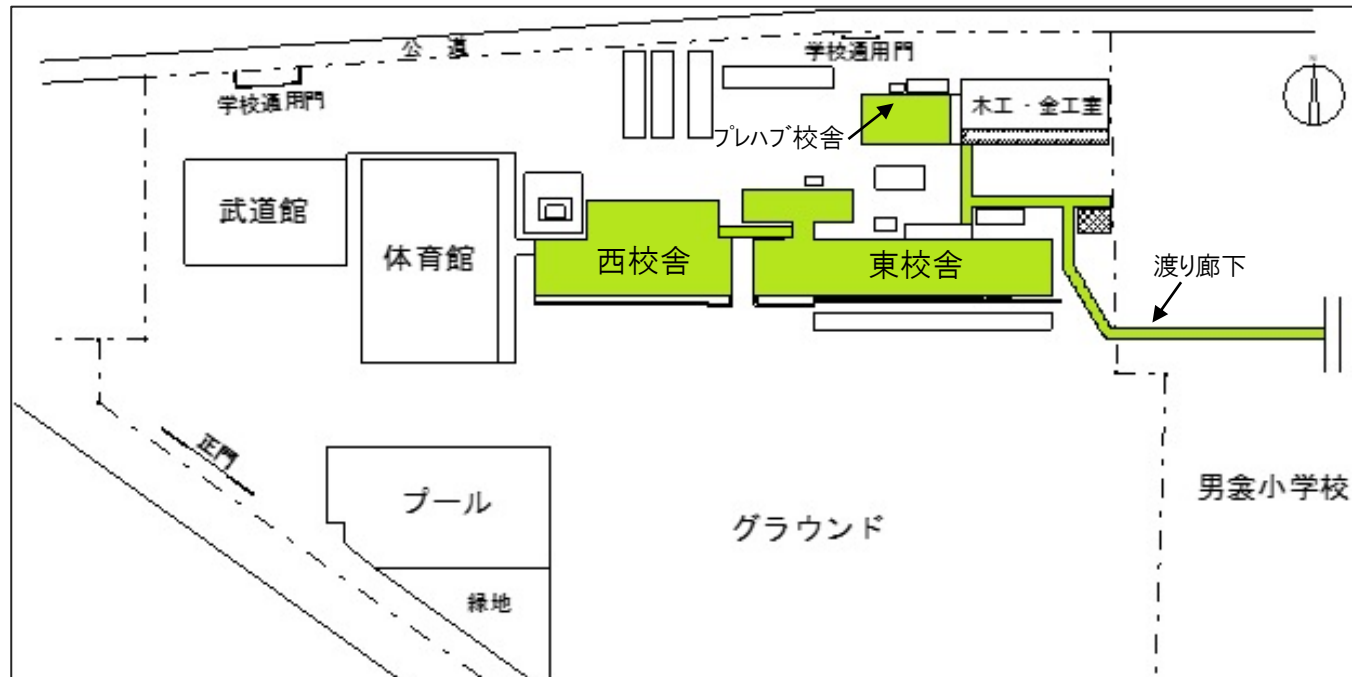 公道
学校通用門
学校通用門
木工・金工室
プレハブ校舎
武道館
体育館
西校舎
東校舎
渡り廊下
正門
プール
グラウンド
男衾小学校
緑地
N